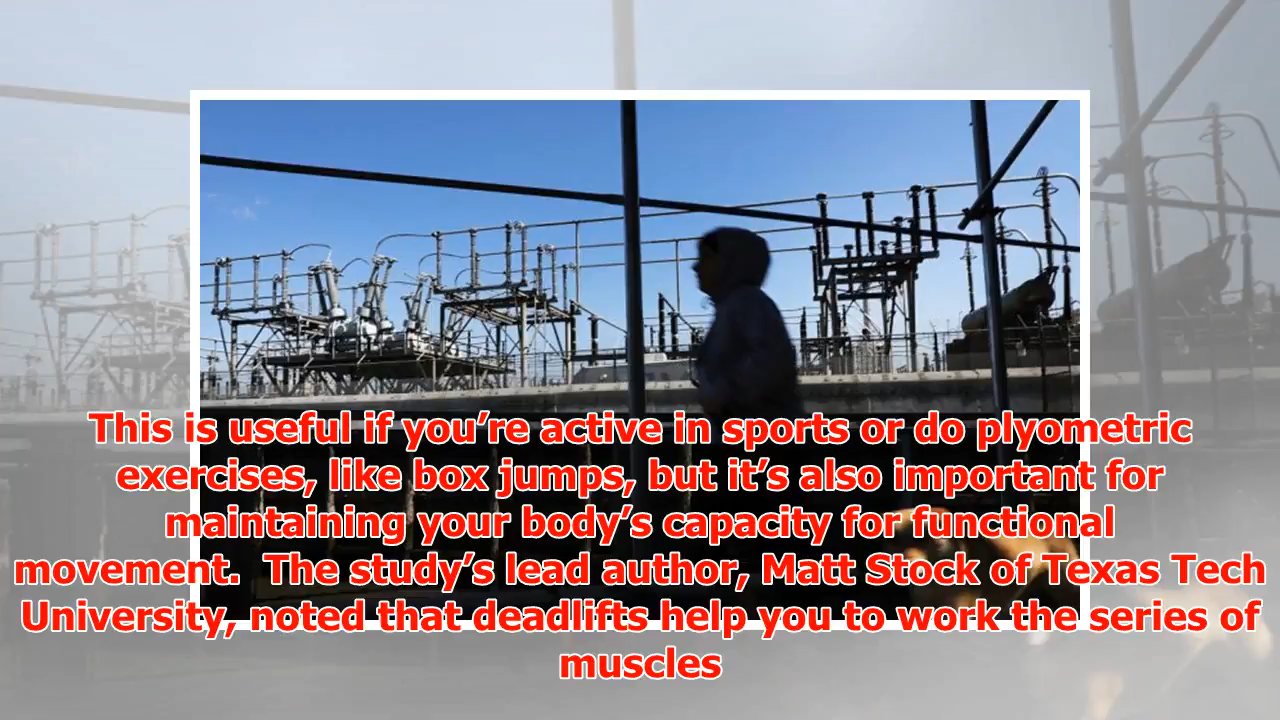 This is useful if you’re active in sports or do plyometric
exercises, like box jumps, but it’s also important for
maintaining your body’s capacity for functional
movement.  The study’s lead author, Matt Stock of Texas Tech
University, noted that deadlifts help you to work the series of
muscles